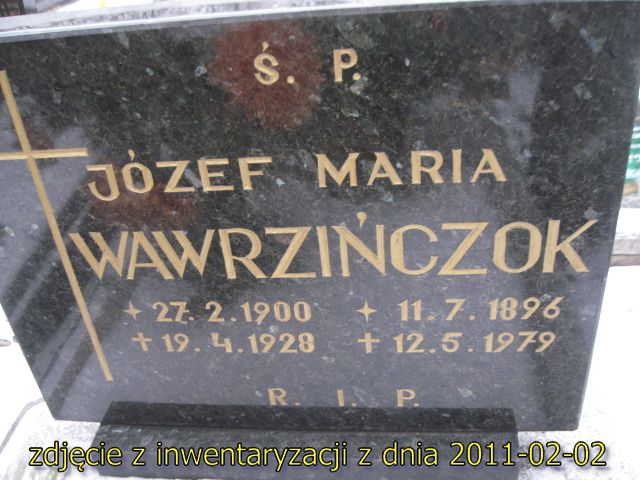 Ś. P.
JÓZEF MARIA
WAWRZIŃCZOK
27.2.1900 11.7.1896
19.4.1928 12.5.1979
R. I. P.
zdjęcie z inwentaryzacji z dnia 2011-02-02